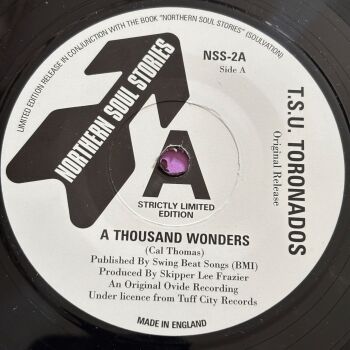 LIMITED EDITION RELEASE IN CONJUNCTION WITH THE BOOK "NORTHERN SOUL STORIES" (SOULVATION)
NORTHERN SOUL STORIES
NSS-2A
Side A
T.S.U. TORONADOS
Original Release
A
STRICTLY LIMITED
EDITION
A THOUSAND WONDERS
(Cal Thomas)
Published By Swing Beat Songs (BMI)
Produced By Skipper Lee Frazier
An Original Ovide Recording
Under licence from Tuff City Records
MADE IN ENGLAND